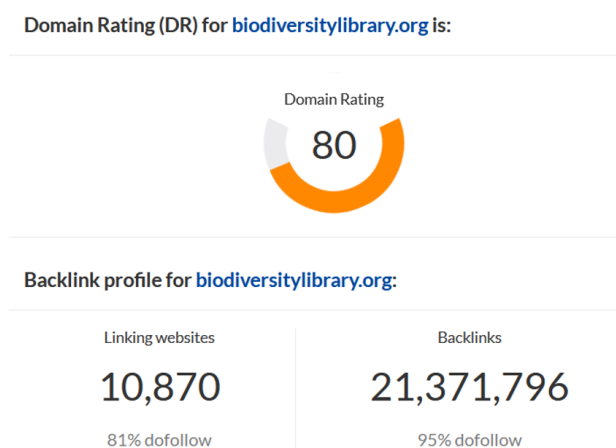 Domain Rating (DR) for biodiversitylibrary.org is:
Domain Rating
80
Backlink profile for biodiversitylibrary.org:
Linking websites
Backlinks
10,870
21,371,796
81% dofollow
95% dofollow